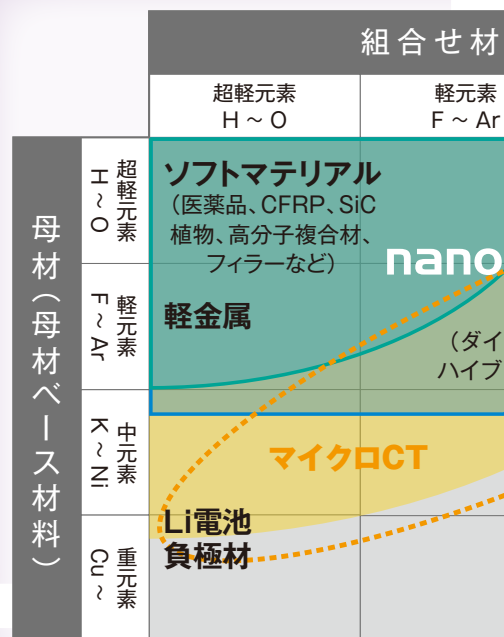 組合せ材
超軽元素
H ~ O
軽元素
F ~ Ar
母材（母材ベース材料）
超軽元素
H ~ O
ソフトマテリアル
（医薬品、CFRP、SiC
植物、高分子複合材、
フィラーなど）
nano
軽元素
F ~ Ar
軽金属
（ダイ
ハイブ
中元素
K ~ Ni
マイクロCT
Li電池
負極材
重元素
Cu ~